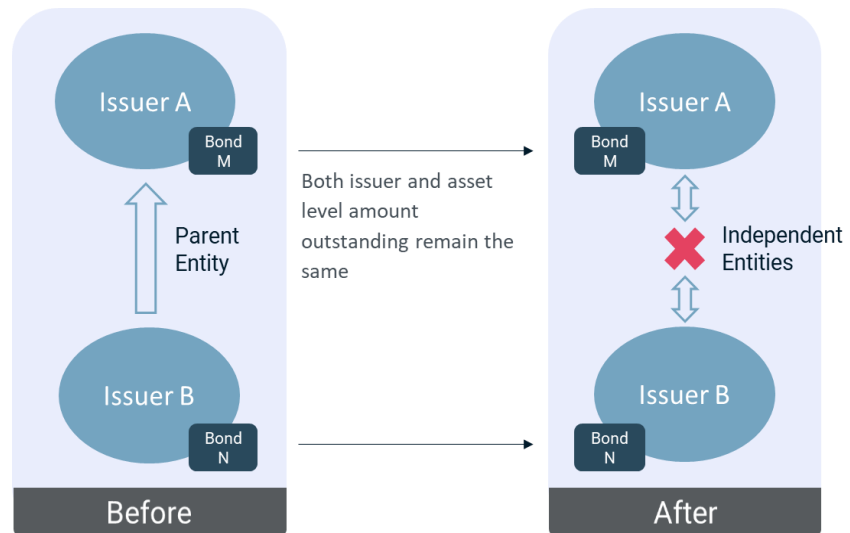 Issuer A
Bond
M
Parent
Entity
Issuer B
Bond
N
Before
Both issuer and asset
level amount
outstanding remain the
same
Issuer A
Bond
M
Independent
Entities
Issuer B
Bond
N
After